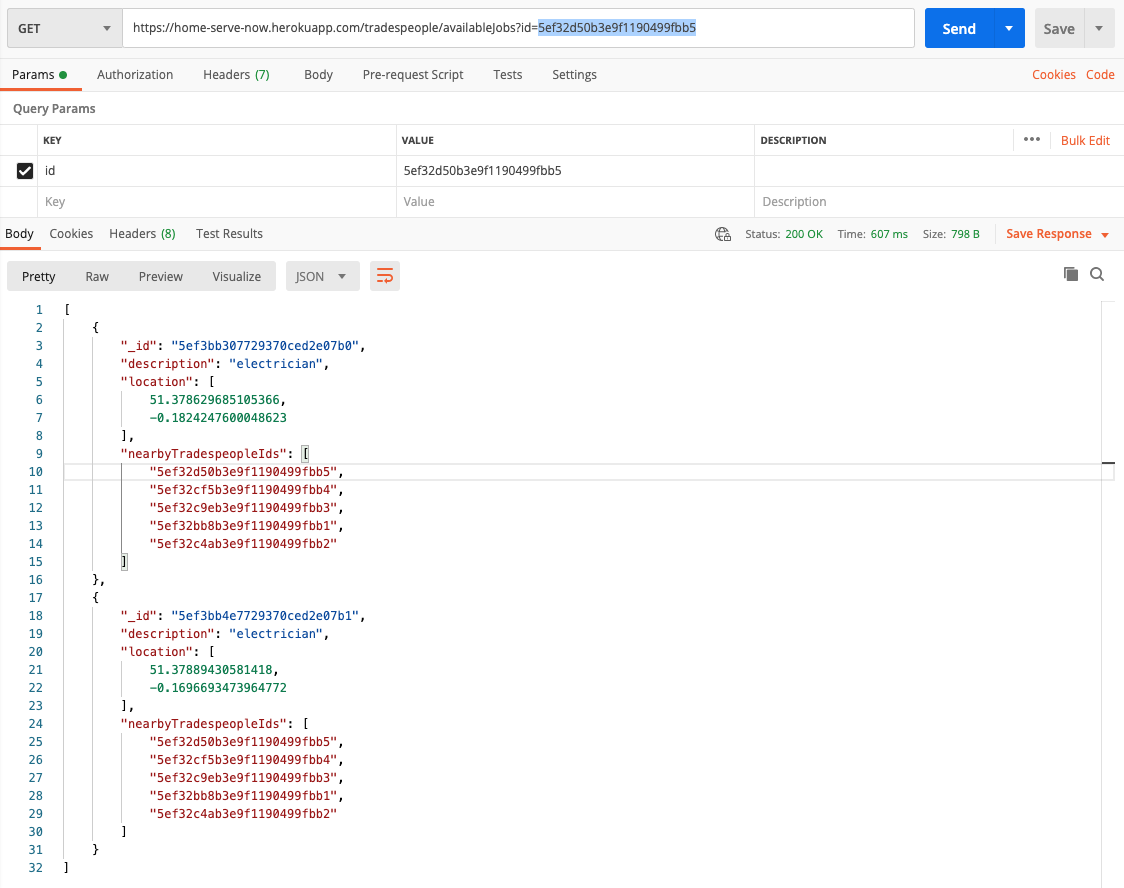 GET https://home-serve-now.herokuapp.com/tradespeople/availableJobs?id=5ef32d50b3e9f1190499fbb5 Send Save
Params Authorization Headers (7) Body Pre-request Script Tests Settings Cookies Code
Query Params
KEY VALUE DESCRIPTION ••• Bulk Edit
id 5ef32d50b3e9f1190499fbb5
Key Value Description
Body Cookies Headers (8) Test Results Status: 200 OK Time: 607 ms Size: 798 B Save Response
Pretty Raw Preview Visualize JSON
1 [
2 {
3 "_id": "5ef3bb307729370ced2e07b0",
4 "description": "electrician",
5 "location": [
6 51.378629685105366,
7 -0.1824247600048623
8 ],
9 "nearbyTradespeopleIds": [
10 "5ef32d50b3e9f1190499fbb5",
11 "5ef32cf5b3e9f1190499fbb4",
12 "5ef32c9eb3e9f1190499fbb3",
13 "5ef32bb8b3e9f1190499fbb1",
14 "5ef32c4ab3e9f1190499fbb2"
15 ]
16 },
17 {
18 "_id": "5ef3bb4e7729370ced2e07b1",
19 "description": "electrician",
20 "location": [
21 51.37889430581418,
22 -0.1696693473964772
23 ],
24 "nearbyTradespeopleIds": [
25 "5ef32d50b3e9f1190499fbb5",
26 "5ef32cf5b3e9f1190499fbb4",
27 "5ef32c9eb3e9f1190499fbb3",
28 "5ef32bb8b3e9f1190499fbb1",
29 "5ef32c4ab3e9f1190499fbb2"
30 ]
31 }
32 ]